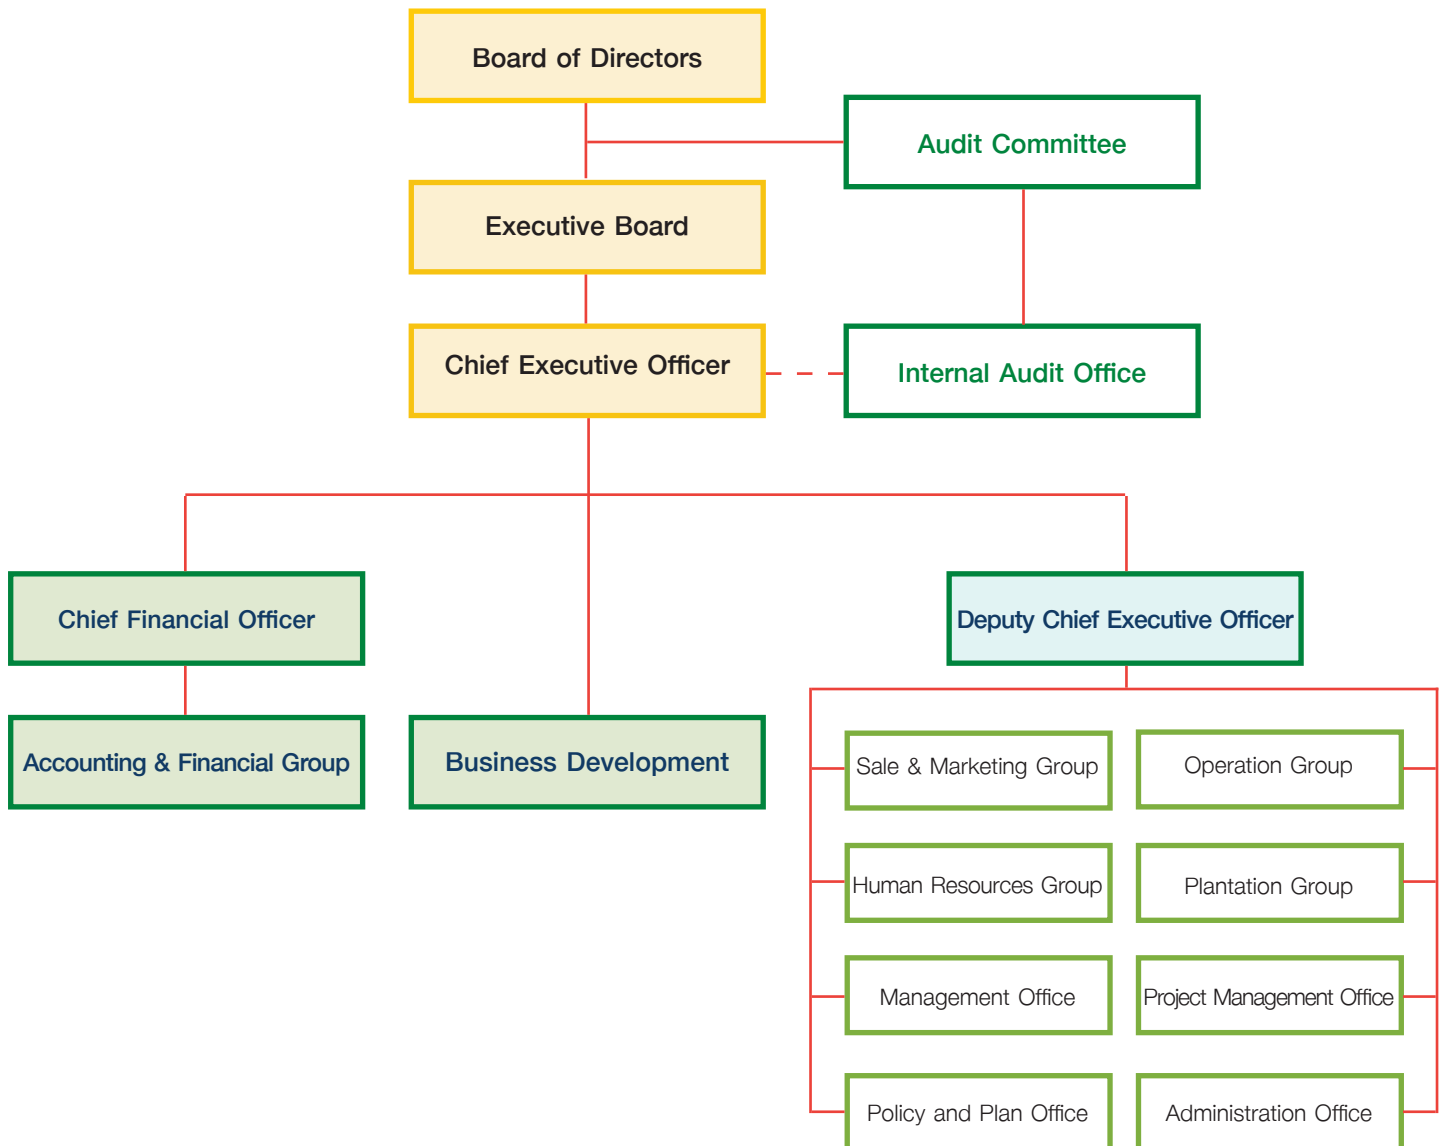 Board of Directors
Audit Committee
Executive Board
Chief Executive Officer
Internal Audit Office
Chief Financial Officer
Deputy Chief Executive Officer
Accounting & Financial Group
Business Development
Sale & Marketing Group
Operation Group
Human Resources Group
Plantation Group
Management Office
Project Management Office
Policy and Plan Office
Administration Office